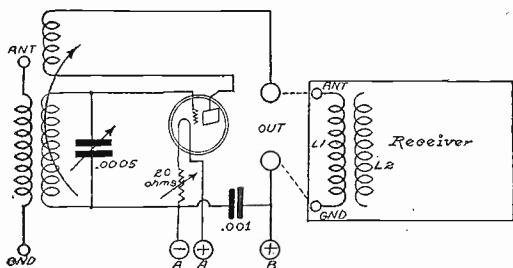 ANT
GND
.0005
20
ohms
.001
OUT
A
A
B
ANT
L1
L2
GND
Receiver